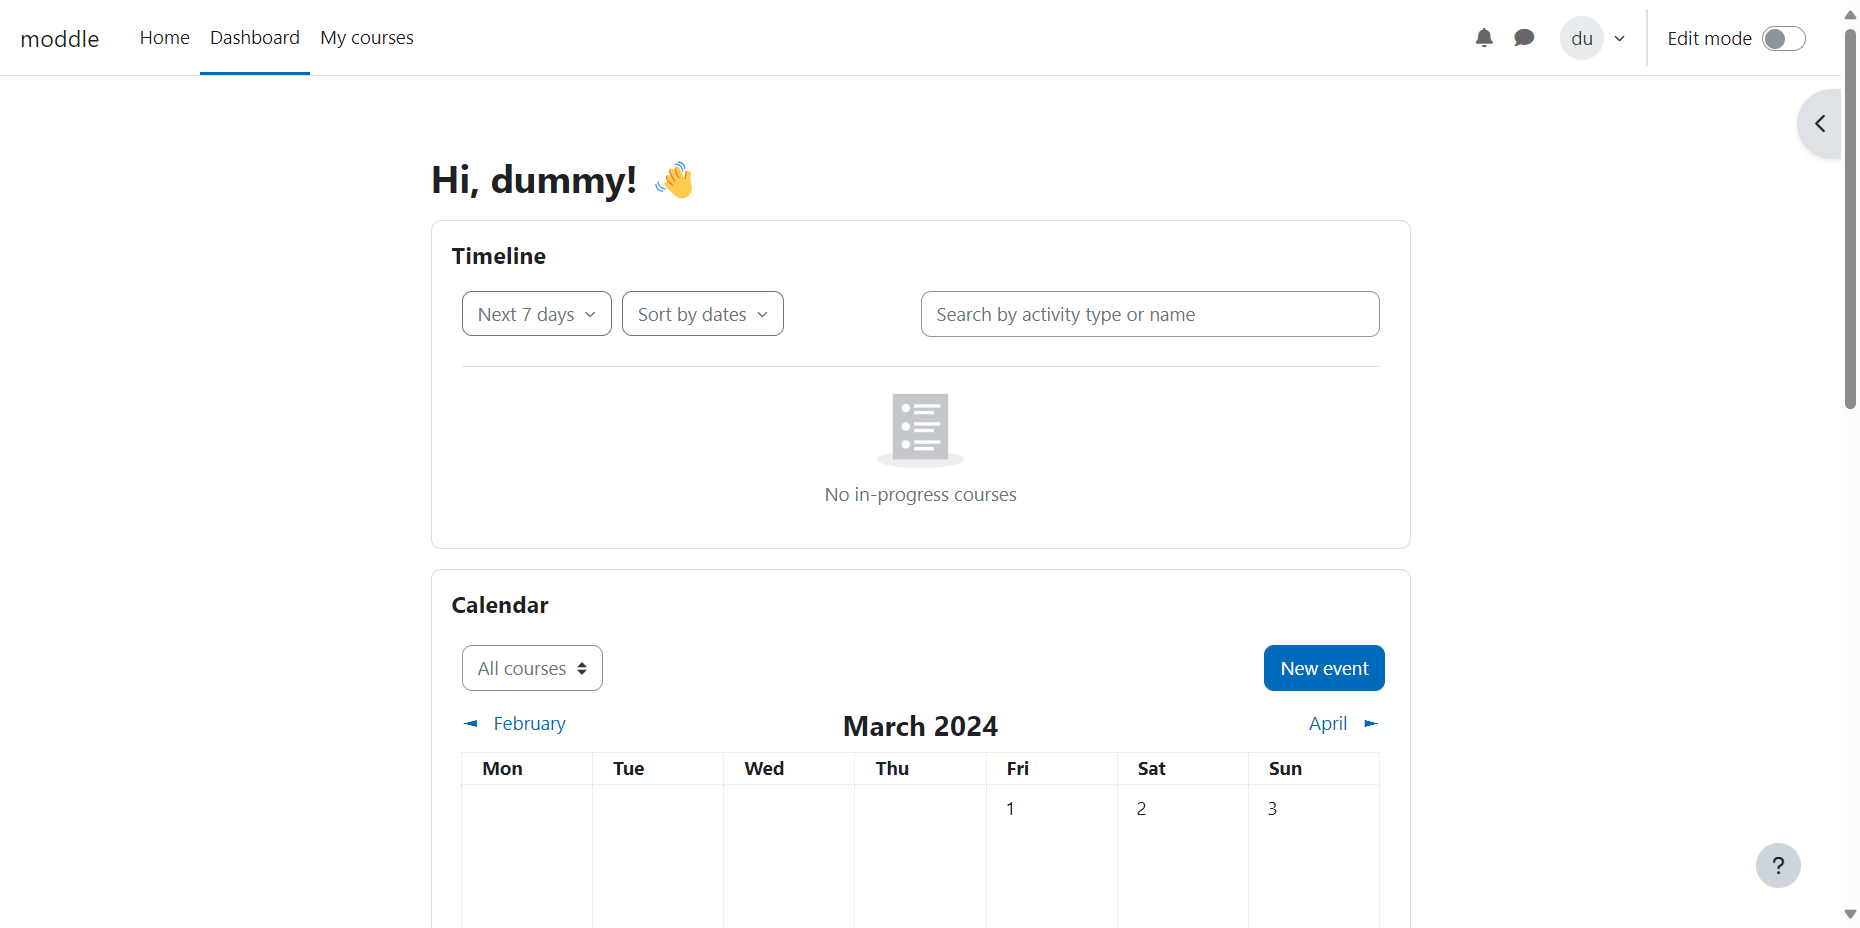 moddle Home Dashboard My courses du Edit mode
Hi, dummy!
Timeline
Next 7 days Sort by dates Search by activity type or name
No in-progress courses
Calendar
All courses New event
◄ February March 2024 April ►
Mon Tue Wed Thu Fri Sat Sun
1 2 3
?